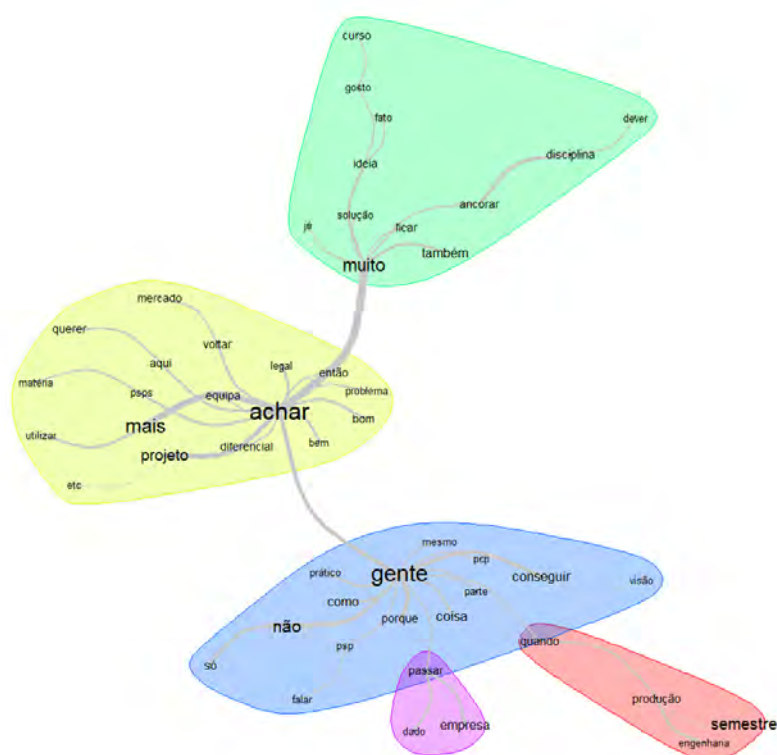 curso
gosto
fato
dever
ideia
disciplina
ancorar
solução
ficar
já
também
muito
mercado
querer
voltar
aqui
legal
então
matéria
psps
equipa
problema
achar
mais
bom
utilizar
diferencial
bem
projeto
etc
mesmo
pcp
gente
conseguir
prático
visão
parte
como
coisa
não
porque
psp
quando
só
passar
falar
produção
empresa
semestre
dado
engenharia